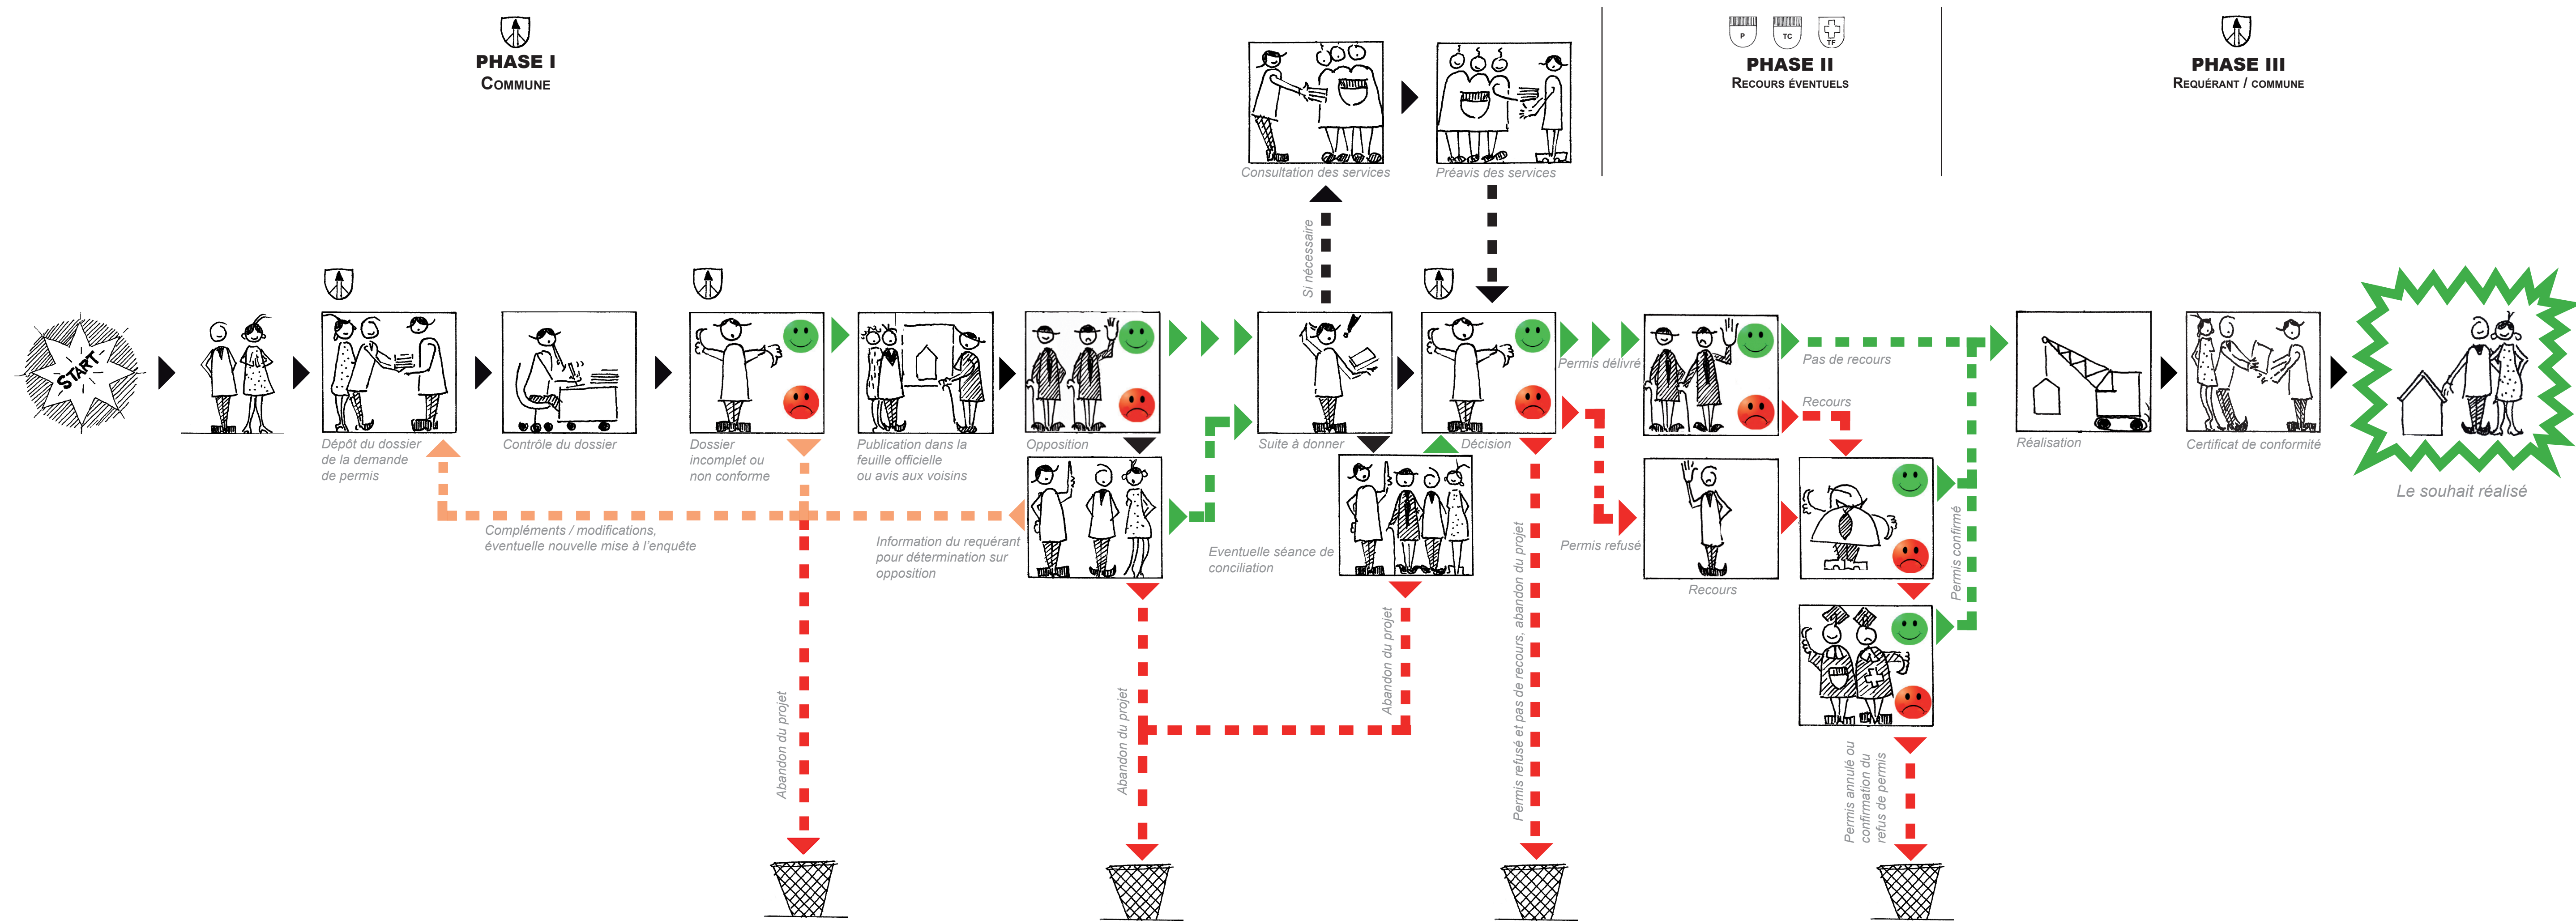 PHASE I
COMMUNE
P
TC
TF
PHASE II
RECOURS ÉVENTUELS
PHASE III
REQUÉRANT / COMMUNE
Consultation des services
Préavis des services
Si nécessaire
START
Dépôt du dossier
de la demande
de permis
Contrôle du dossier
Dossier
incomplet ou
non conforme
Publication dans la
feuille officielle
ou avis aux voisins
Opposition
Suite à donner
Décision
Permis délivré
Pas de recours
Recours
Réalisation
Certificat de conformité
Le souhait réalisé
Compléments / modifications,
éventuelle nouvelle mise à l'enquête
Information du requérant
pour détermination sur
opposition
Eventuelle séance de
conciliation
Permis refusé
Recours
Permis confirmé
Abandon du projet
Abandon du projet
Abandon du projet
Permis refusé et pas de recours, abandon du projet
Permis annulé ou
confirmation du
refus de permis